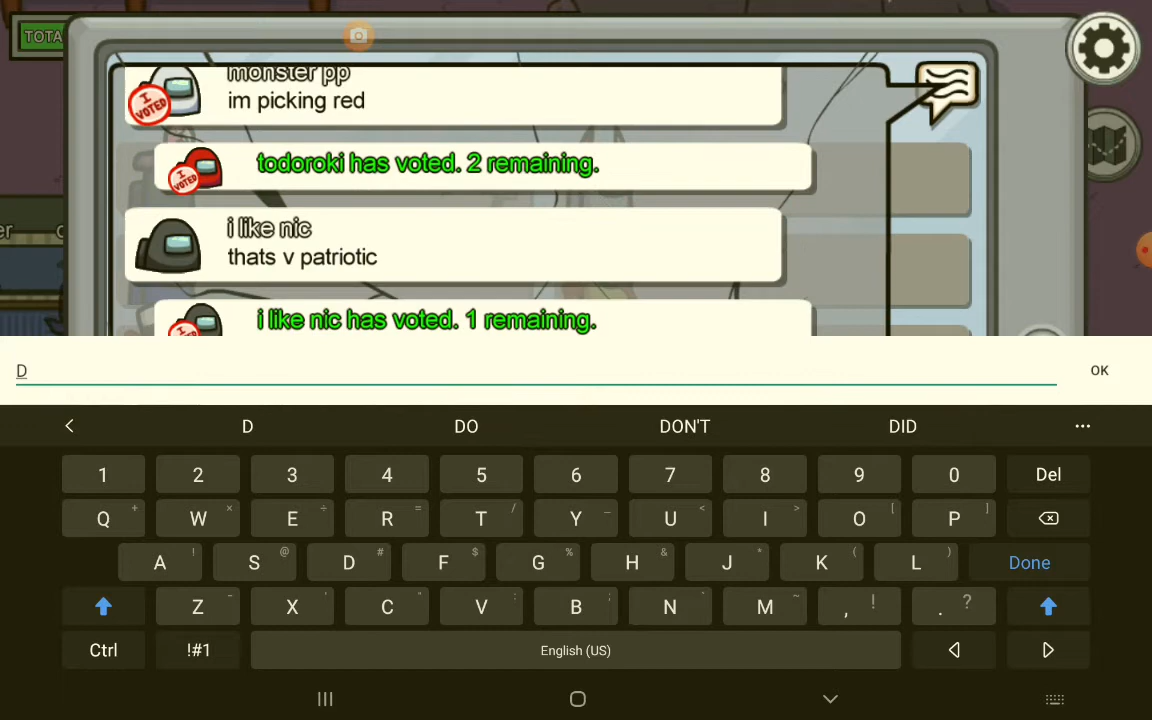 TOTA
monster pp
im picking red
I VOTED
todoroki has voted. 2 remaining.
VOTED
i like nic
thats v patriotic
i like nic has voted. 1 remaining.
D
OK
D DO DON'T DID
1 2 3 4 5 6 7 8 9 0 Del
Q + W × E ÷ R = T / Y _ U < I > O [ P ]
A ! S @ D # F $ G % H & J * K ( L ) Done
Z - X ' C " V : B ; N M , ! . ?
Ctrl !#1 English (US)